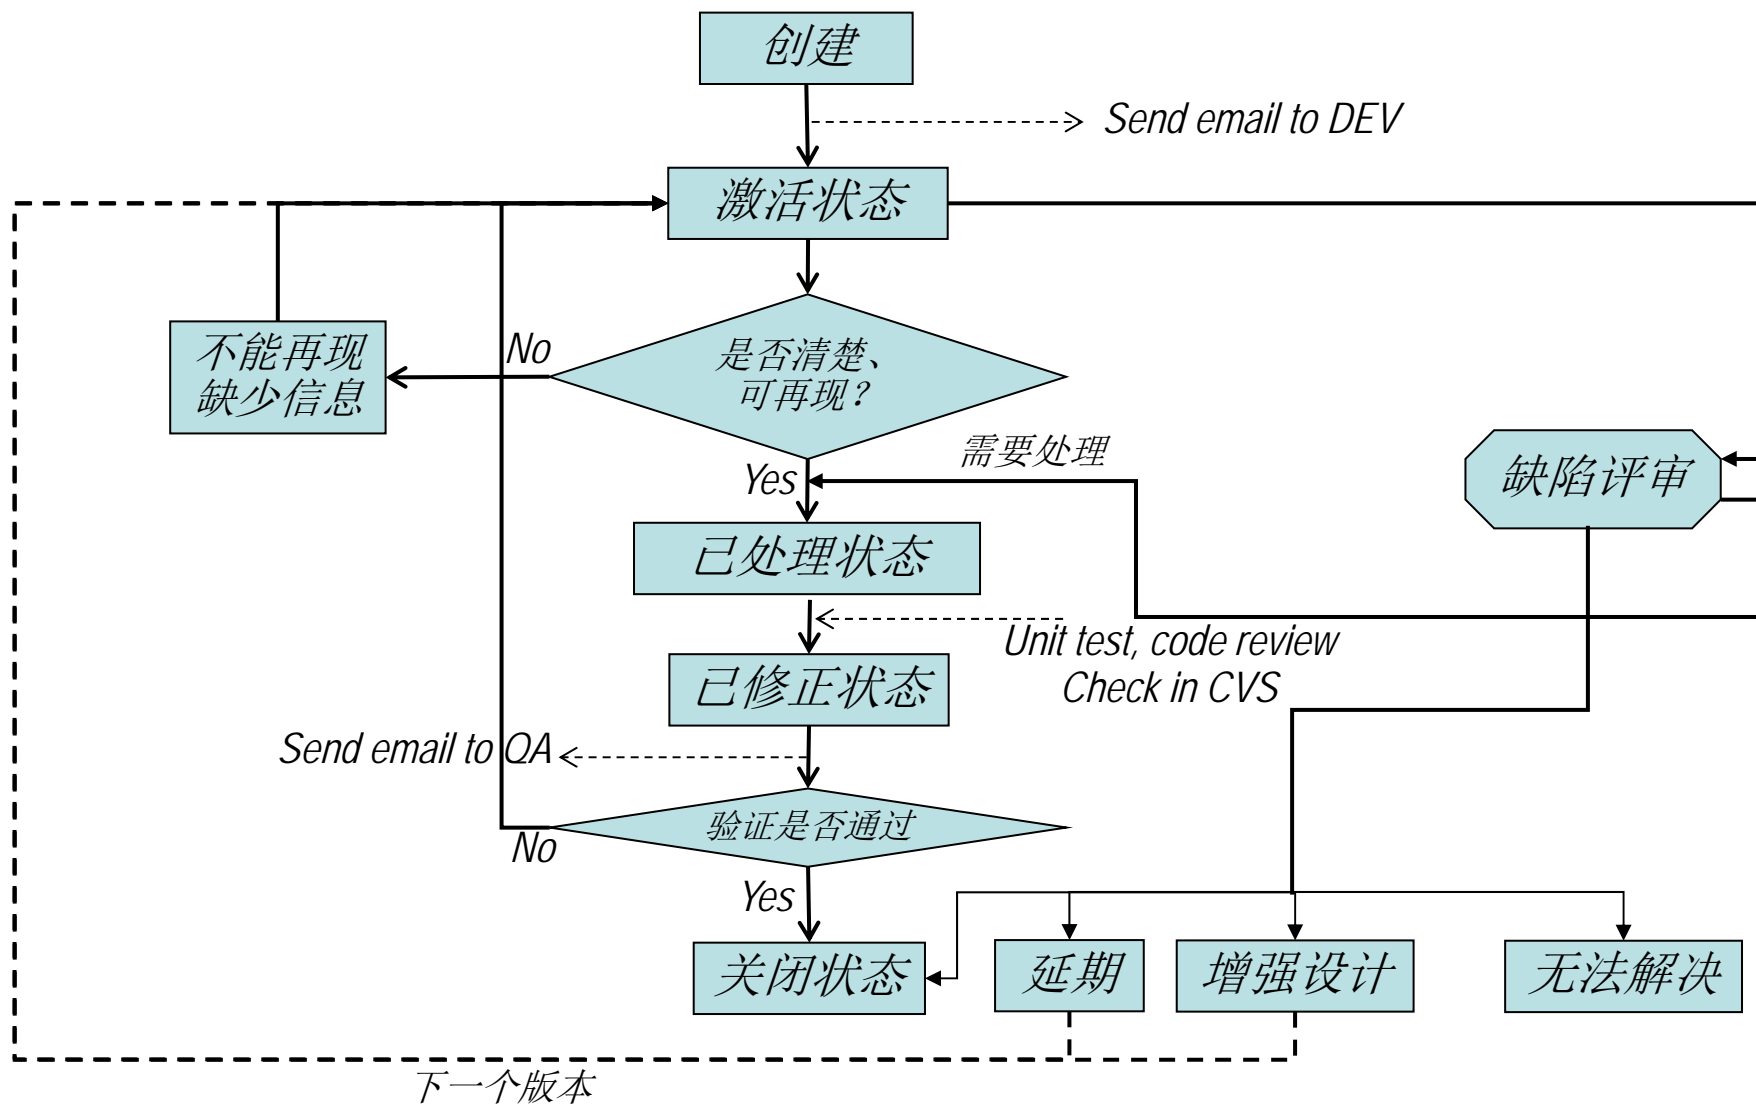 创建
Send email to DEV
激活状态
不能再现
缺少信息
No
是否清楚、
可再现？
需要处理
Yes
缺陷评审
已处理状态
Unit test, code review
Check in CVS
已修正状态
Send email to QA
验证是否通过
No
Yes
关闭状态
延期
增强设计
无法解决
下一个版本